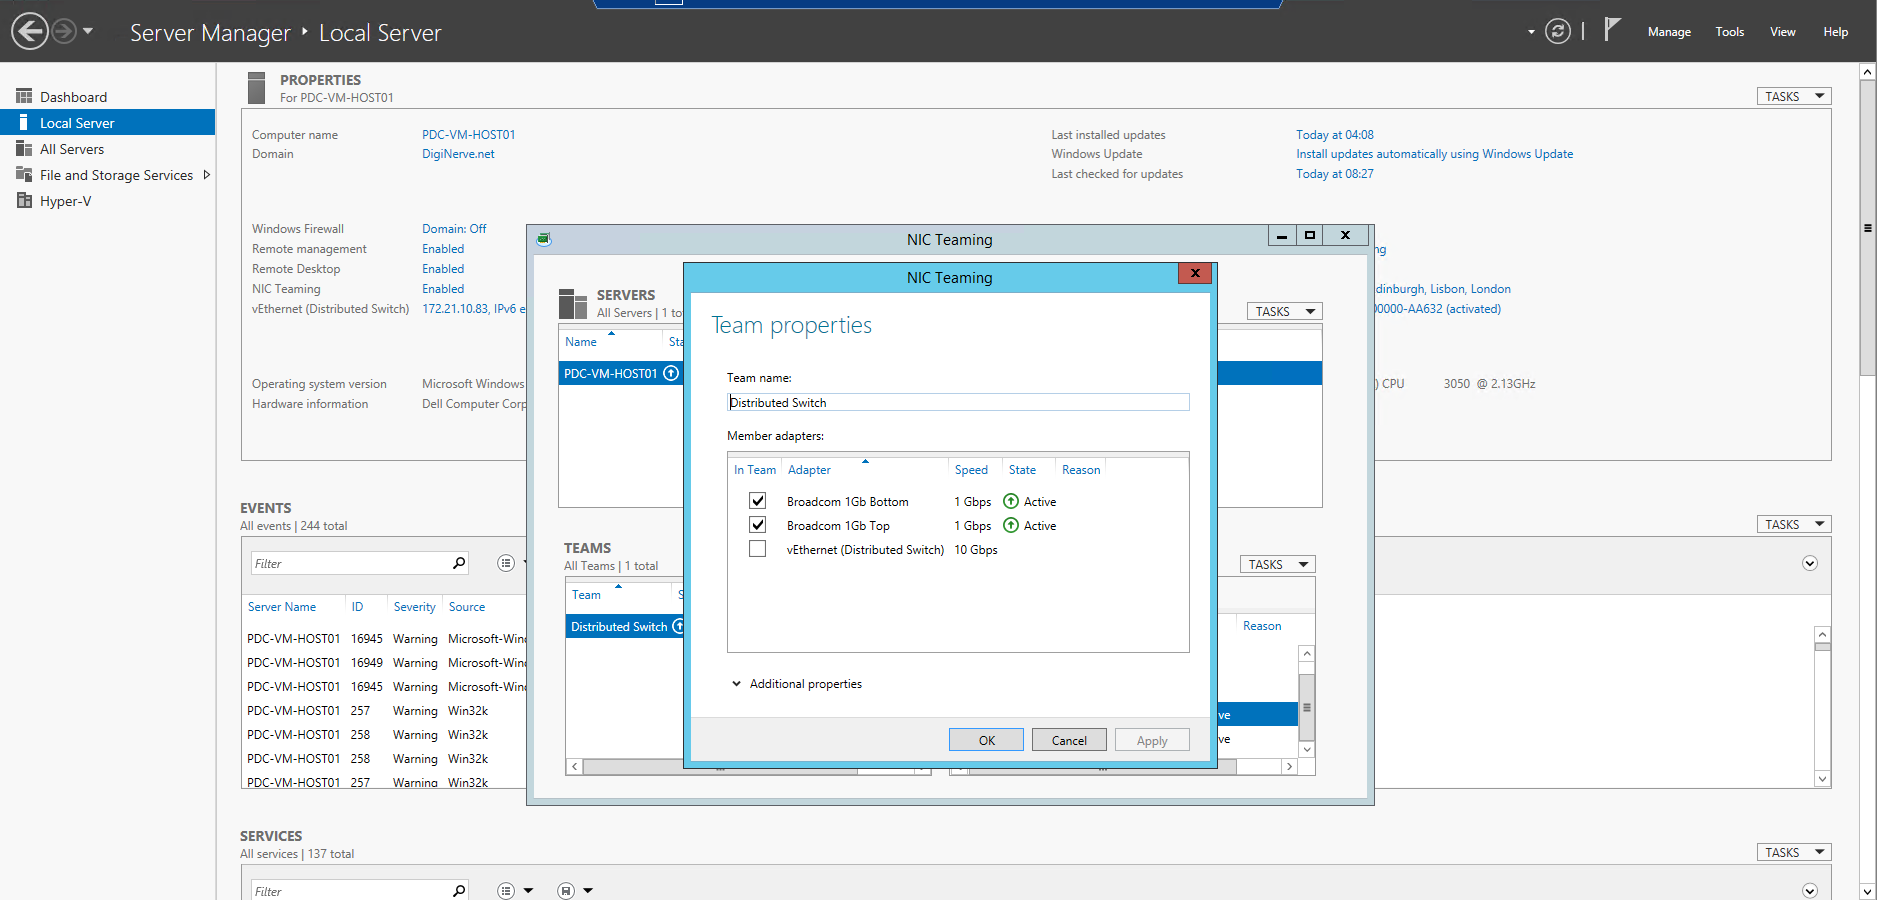 Server Manager ‣ Local Server
Manage Tools View Help
Dashboard
Local Server
All Servers
File and Storage Services
Hyper-V
PROPERTIES
For PDC-VM-HOST01
TASKS
Computer name PDC-VM-HOST01
Domain DigiNerve.net
Last installed updates Today at 04:08
Windows Update Install updates automatically using Windows Update
Last checked for updates Today at 08:27
Windows Firewall Domain: Off
Remote management Enabled
Remote Desktop Enabled
NIC Teaming Enabled
vEthernet (Distributed Switch) 172.21.10.83, IPv6 e
Operating system version Microsoft Windows
Hardware information Dell Computer Corp
ng
dinburgh, Lisbon, London
00000-AA632 (activated)
) CPU 3050 @ 2.13GHz
EVENTS
All events | 244 total
TASKS
Filter
Server Name ID Severity Source
PDC-VM-HOST01 16945 Warning Microsoft-Wind
PDC-VM-HOST01 16949 Warning Microsoft-Wind
PDC-VM-HOST01 16945 Warning Microsoft-Wind
PDC-VM-HOST01 257 Warning Win32k
PDC-VM-HOST01 258 Warning Win32k
PDC-VM-HOST01 258 Warning Win32k
PDC-VM-HOST01 257 Warning Win32k
SERVICES
All services | 137 total
TASKS
Filter
NIC Teaming
SERVERS
All Servers | 1 to
TASKS
Name Sta
PDC-VM-HOST01
TEAMS
All Teams | 1 total
TASKS
Team S
Distributed Switch
Reason
ve
ve
NIC Teaming
Team properties
Team name:
Distributed Switch
Member adapters:
In Team Adapter Speed State Reason
Broadcom 1Gb Bottom 1 Gbps Active
Broadcom 1Gb Top 1 Gbps Active
vEthernet (Distributed Switch) 10 Gbps
Additional properties
OK Cancel Apply